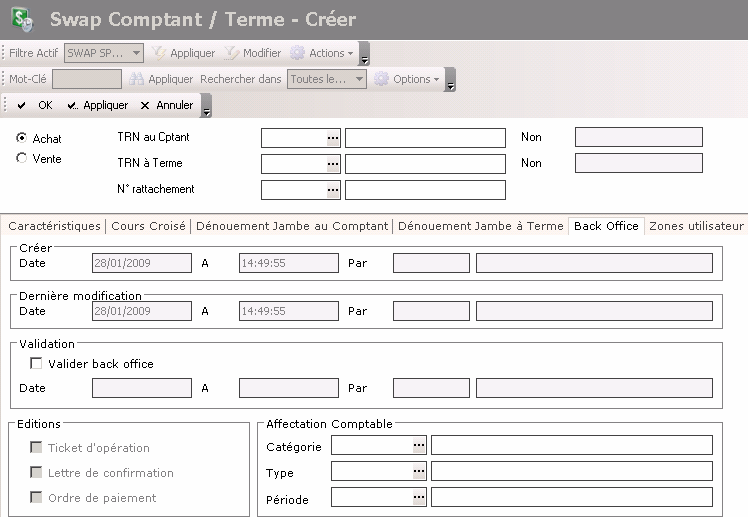 Swap Comptant / Terme - Créer
Filtre Actif SWAP SP... Appliquer Modifier Actions
Mot-Clé Appliquer Rechercher dans Toutes le... Options
OK Appliquer Annuler
Achat TRN au Cptant ... Non
Vente TRN à Terme ... Non
N° rattachement ...
Caractéristiques Cours Croisé Dénouement Jambe au Comptant Dénouement Jambe à Terme Back Office Zones utilisateur
Créer
Date 28/01/2009 A 14:49:55 Par
Dernière modification
Date 28/01/2009 A 14:49:55 Par
Validation
Valider back office
Date A Par
Editions
Ticket d'opération
Lettre de confirmation
Ordre de paiement
Affectation Comptable
Catégorie ...
Type ...
Période ...